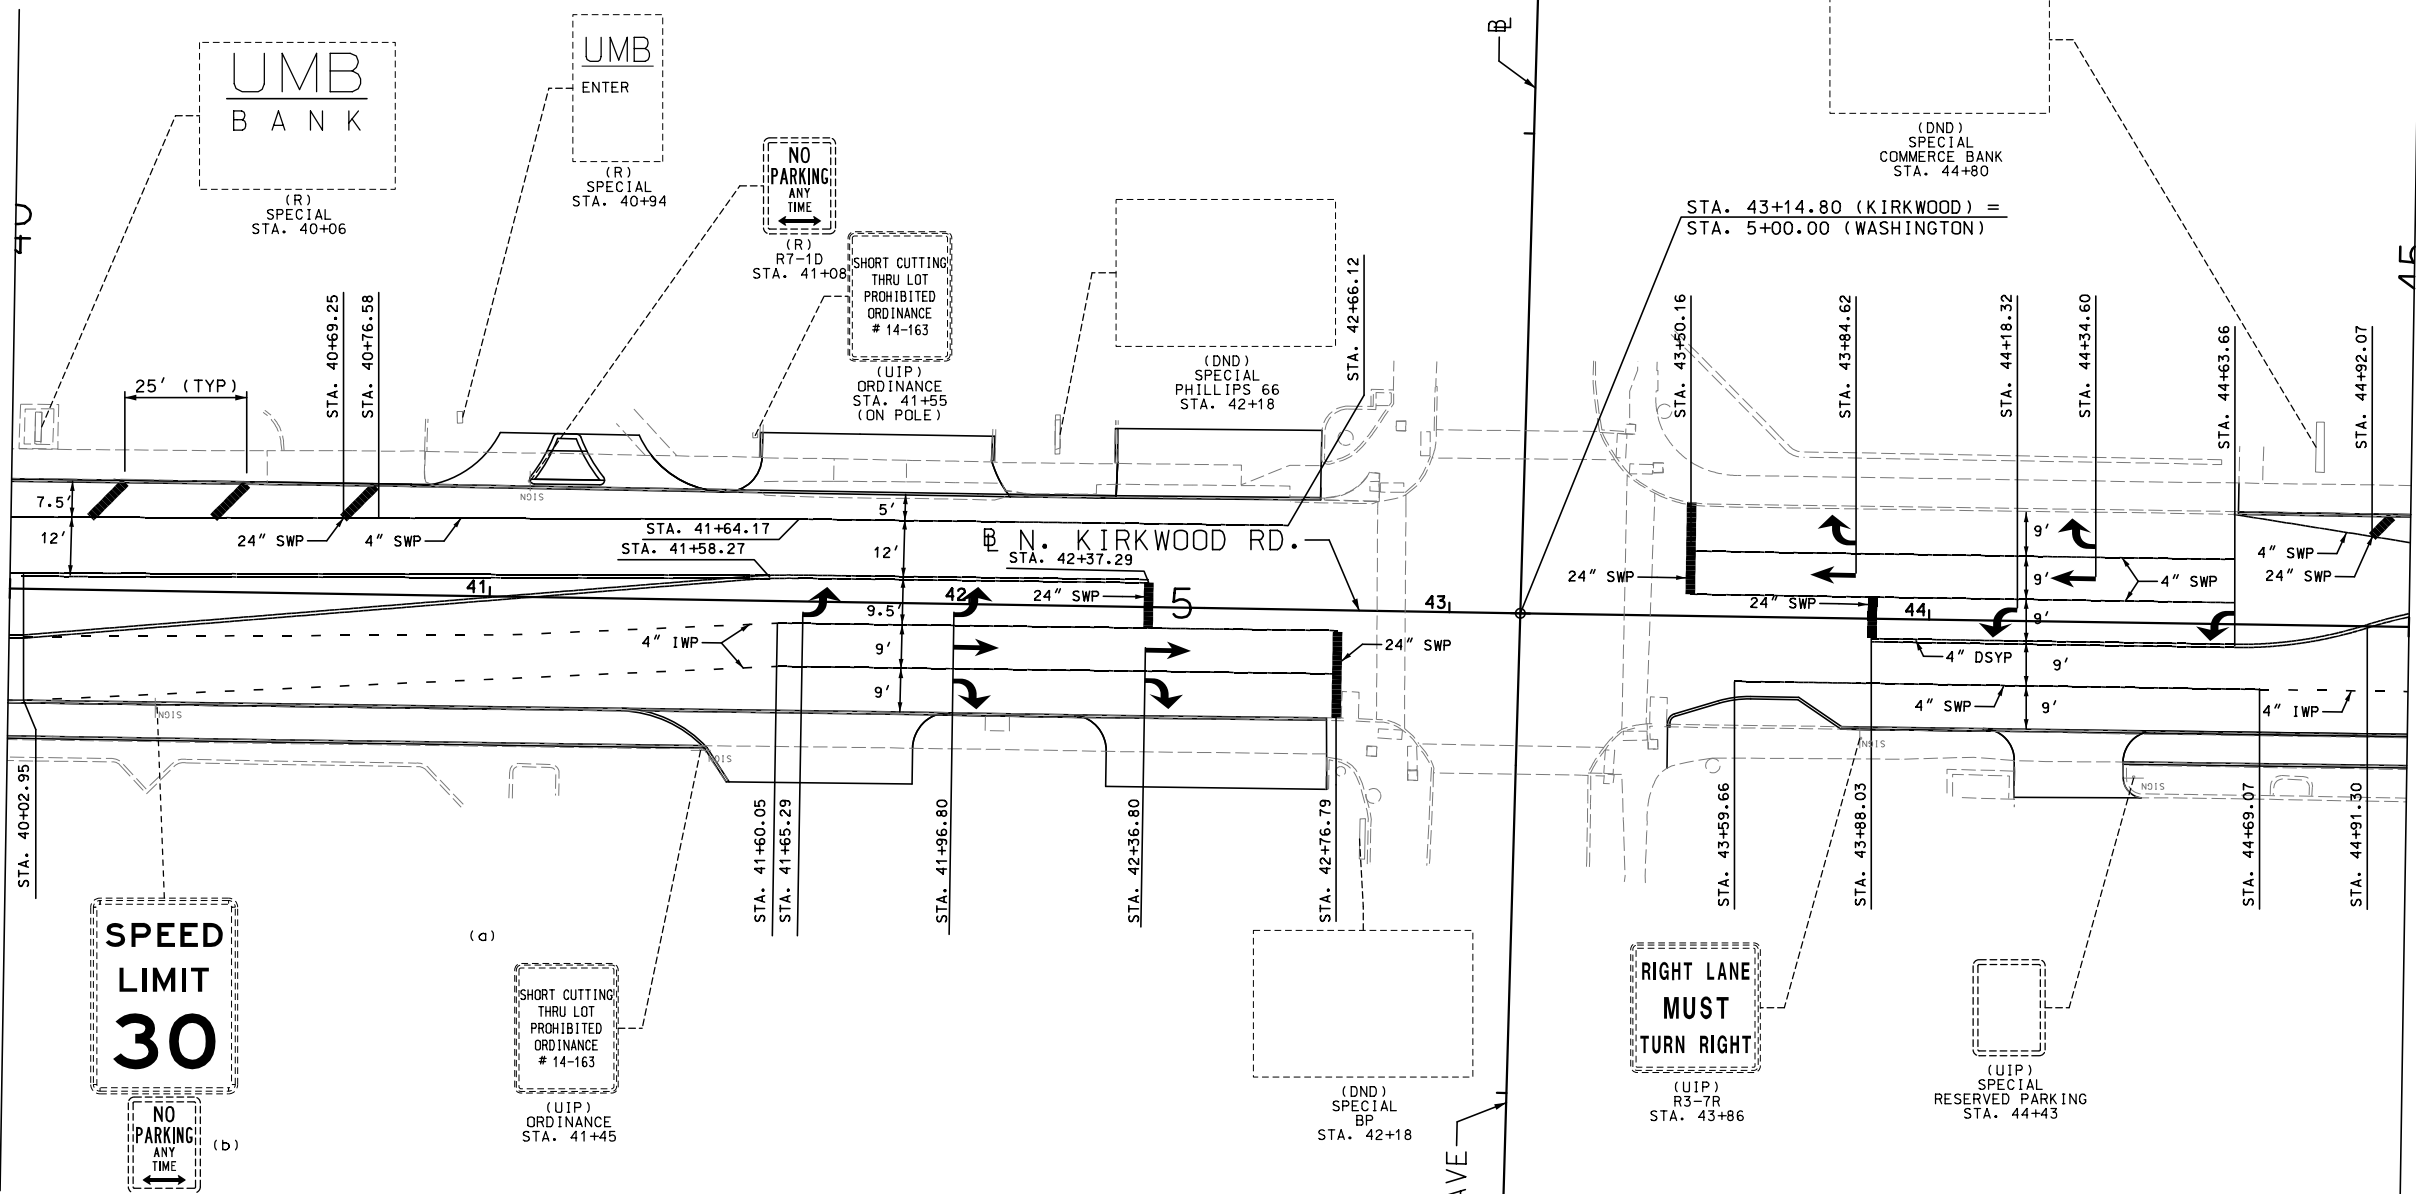 40
UMB
BANK
(R)
SPECIAL
STA. 40+06
UMB
ENTER
(R)
SPECIAL
STA. 40+94
NO
PARKING
ANY
TIME
(R)
R7-1D
STA. 41+08
SHORT CUTTING
THRU LOT
PROHIBITED
ORDINANCE
# 14-163
(UIP)
ORDINANCE
STA. 41+55
(ON POLE)
(DND)
SPECIAL
PHILLIPS 66
STA. 42+18
STA. 42+66.12
BL
(DND)
SPECIAL
COMMERCE BANK
STA. 44+80
STA. 43+14.80 (KIRKWOOD) =
STA. 5+00.00 (WASHINGTON)
45
STA. 40+69.25
STA. 40+76.58
25' (TYP)
STA. 43+50.16
STA. 43+84.62
STA. 44+18.32
STA. 44+34.60
STA. 44+63.66
STA. 44+92.07
7.5'
12'
24" SWP
4" SWP
SIGN
STA. 41+64.17
STA. 41+58.27
5'
12'
BL N. KIRKWOOD RD.
STA. 42+37.29
24" SWP
5
41
42
43
44
9.5'
9'
9'
4" IWP
24" SWP
24" SWP
24" SWP
9'
9'
9'
9'
9'
4" SWP
4" SWP
24" SWP
4" DSYP
4" SWP
4" IWP
SIGN
SIGN
SIGN
SIGN
STA. 40+02.95
STA. 41+60.05
STA. 41+65.29
STA. 41+96.80
STA. 42+36.80
STA. 42+76.79
STA. 43+59.66
STA. 43+88.03
STA. 44+69.07
STA. 44+91.30
SPEED
LIMIT
30
(a)
NO
PARKING
ANY
TIME
(b)
SHORT CUTTING
THRU LOT
PROHIBITED
ORDINANCE
# 14-163
(UIP)
ORDINANCE
STA. 41+45
(DND)
SPECIAL
BP
STA. 42+18
AVE
RIGHT LANE
MUST
TURN RIGHT
(UIP)
R3-7R
STA. 43+86
(UIP)
SPECIAL
RESERVED PARKING
STA. 44+43